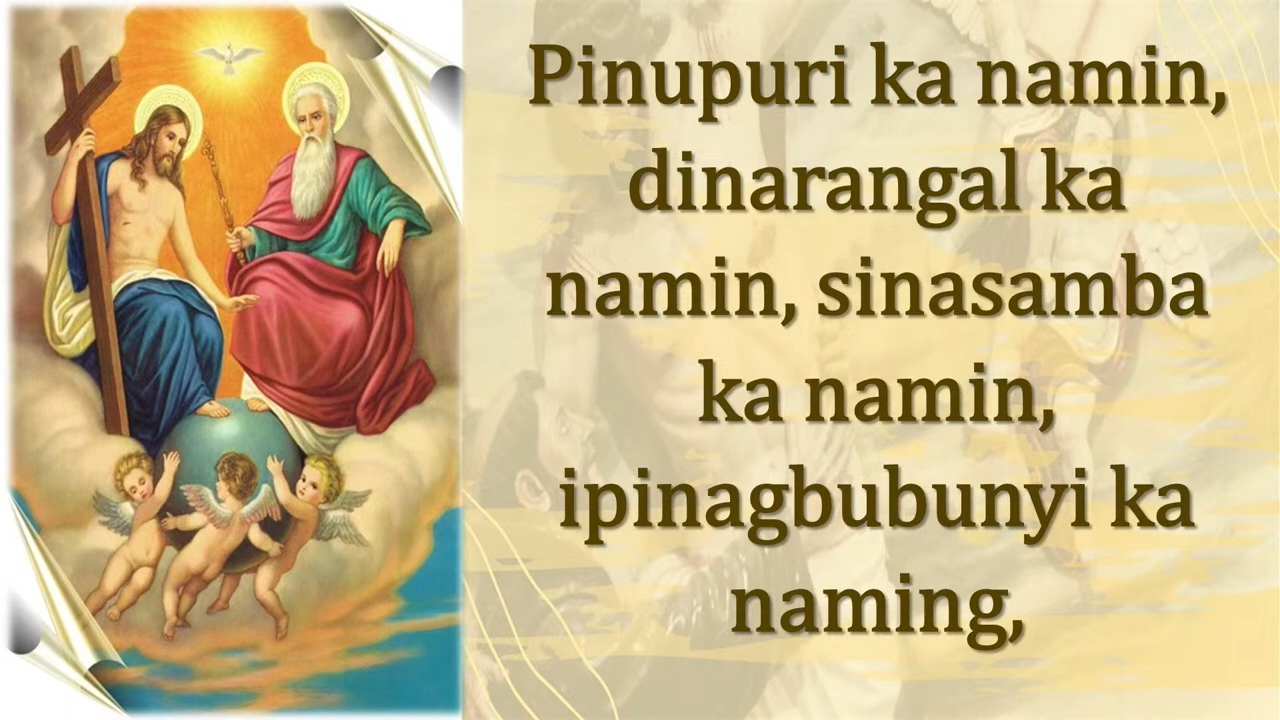 Pinupuri ka namin,
dinarangal ka
namin, sinasamba
ka namin,
ipinagbubunyi ka
naming,